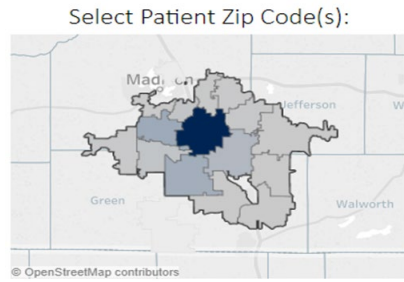 Select Patient Zip Code(s):
Jefferson
Green
Walworth
© OpenStreetMap contributors